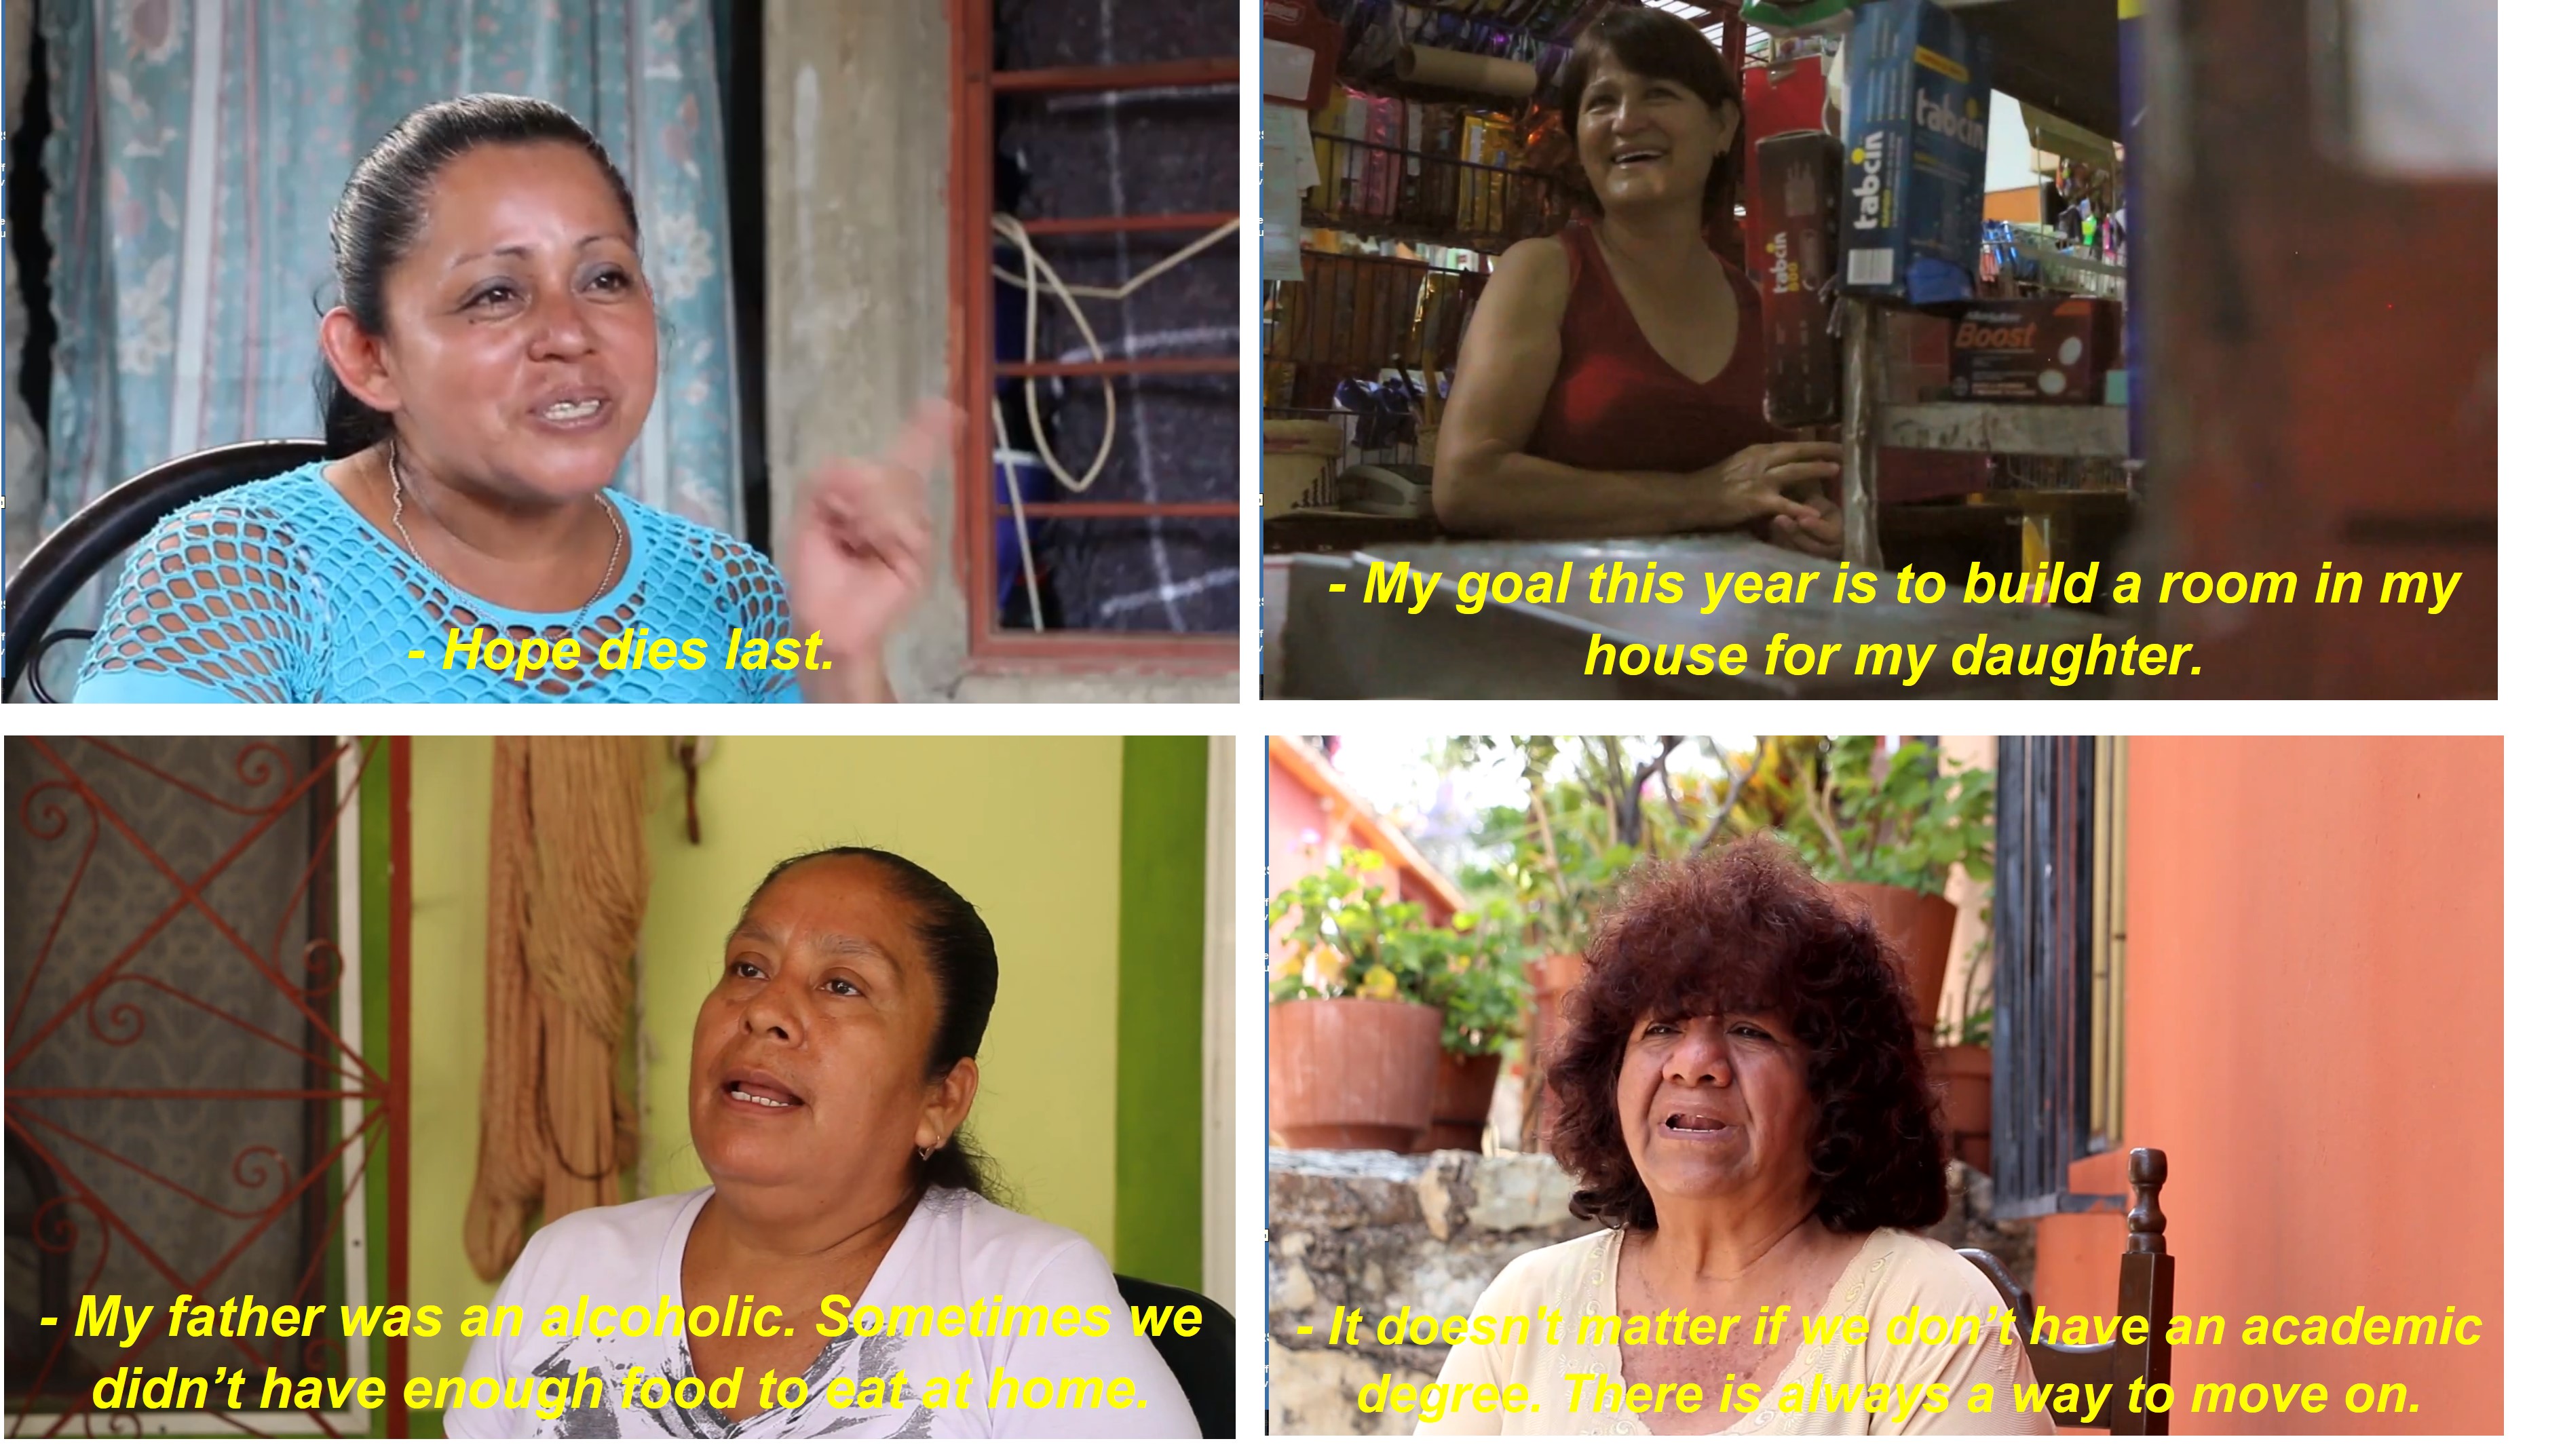 tabcin
tabcin
tabcin
500
Boost
- Hope dies last.
- My goal this year is to build a room in my
house for my daughter.
- My father was an alcoholic. Sometimes we
didn’t have enough food to eat at home.
- It doesn't matter if we don’t have an academic
degree. There is always a way to move on.